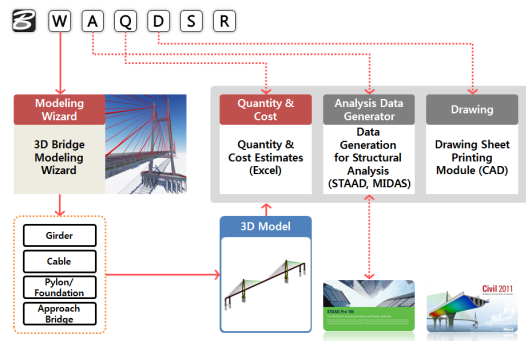 B W A Q D S R
Modeling
Wizard
3D Bridge
Modeling
Wizard
Quantity &
Cost
Quantity &
Cost Estimates
(Excel)
Analysis Data
Generator
Data
Generation
for Structural
Analysis
(STAAD, MIDAS)
Drawing
Drawing Sheet
Printing
Module (CAD)
Girder
Cable
Pylon/
Foundation
Approach
Bridge
3D Model
STAAD.Pro V8i
Civil 2011